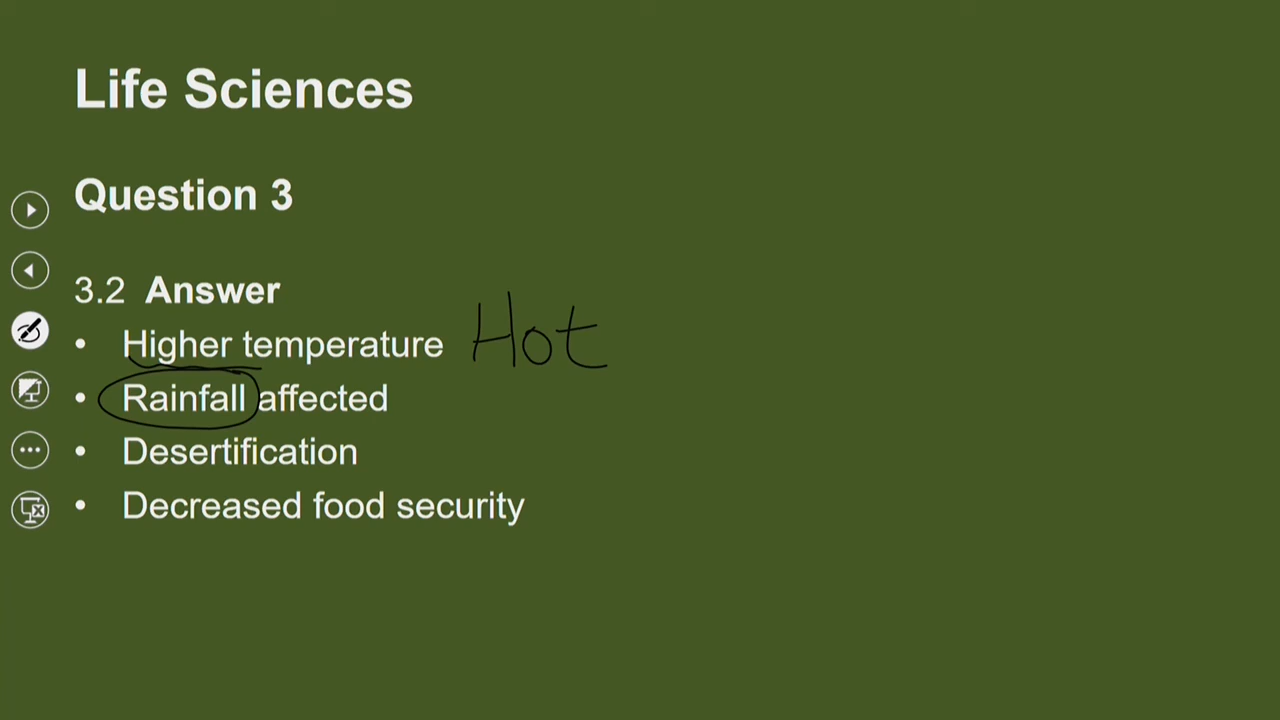 Life Sciences
Question 3
3.2 Answer
• Higher temperature Hot
• Rainfall affected
• Desertification
• Decreased food security